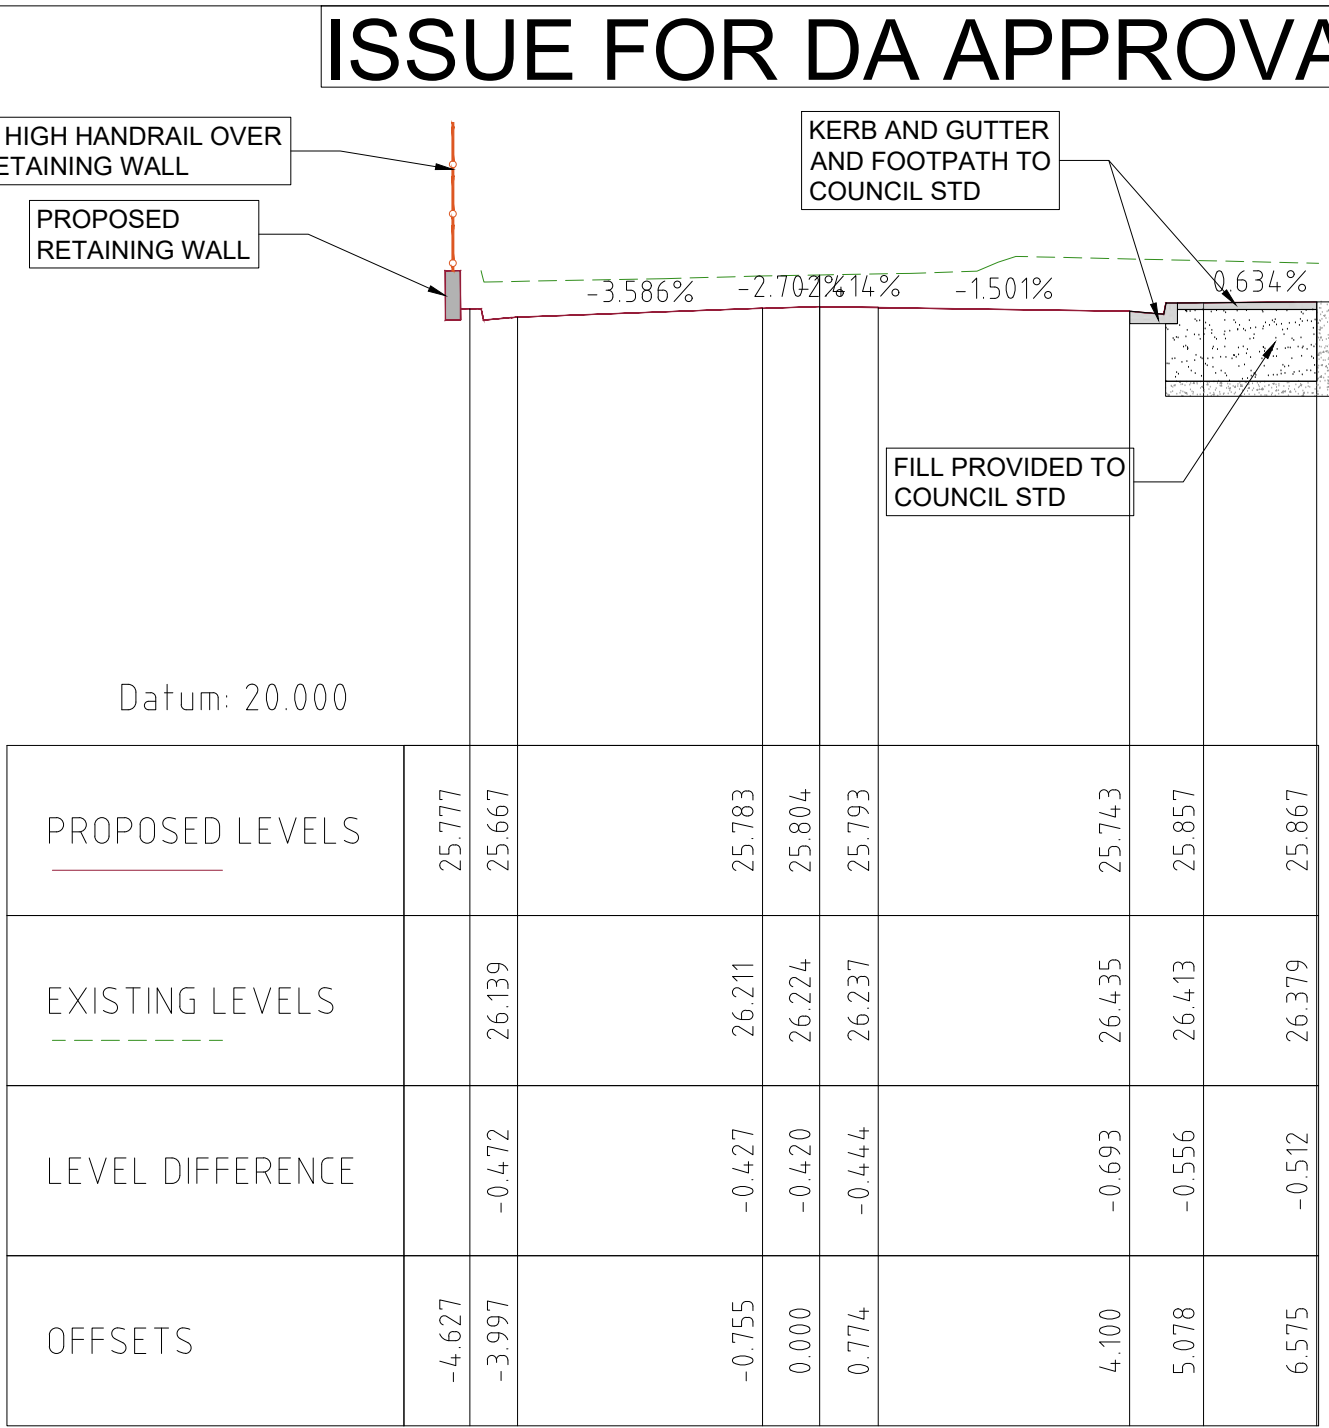 ISSUE FOR DA APPROVA
HIGH HANDRAIL OVER
ETAINING WALL
PROPOSED
RETAINING WALL
KERB AND GUTTER
AND FOOTPATH TO
COUNCIL STD
-3.586%
-2.702%
-1.501%
0.634%
FILL PROVIDED TO
COUNCIL STD
Datum: 20.000
PROPOSED LEVELS
25.777
25.667
25.783
25.804
25.793
25.743
25.857
25.867
EXISTING LEVELS
26.139
26.211
26.224
26.237
26.435
26.413
26.379
LEVEL DIFFERENCE
-0.472
-0.427
-0.420
-0.444
-0.693
-0.556
-0.512
OFFSETS
-4.627
-3.997
-0.755
0.000
0.774
4.100
5.078
6.575